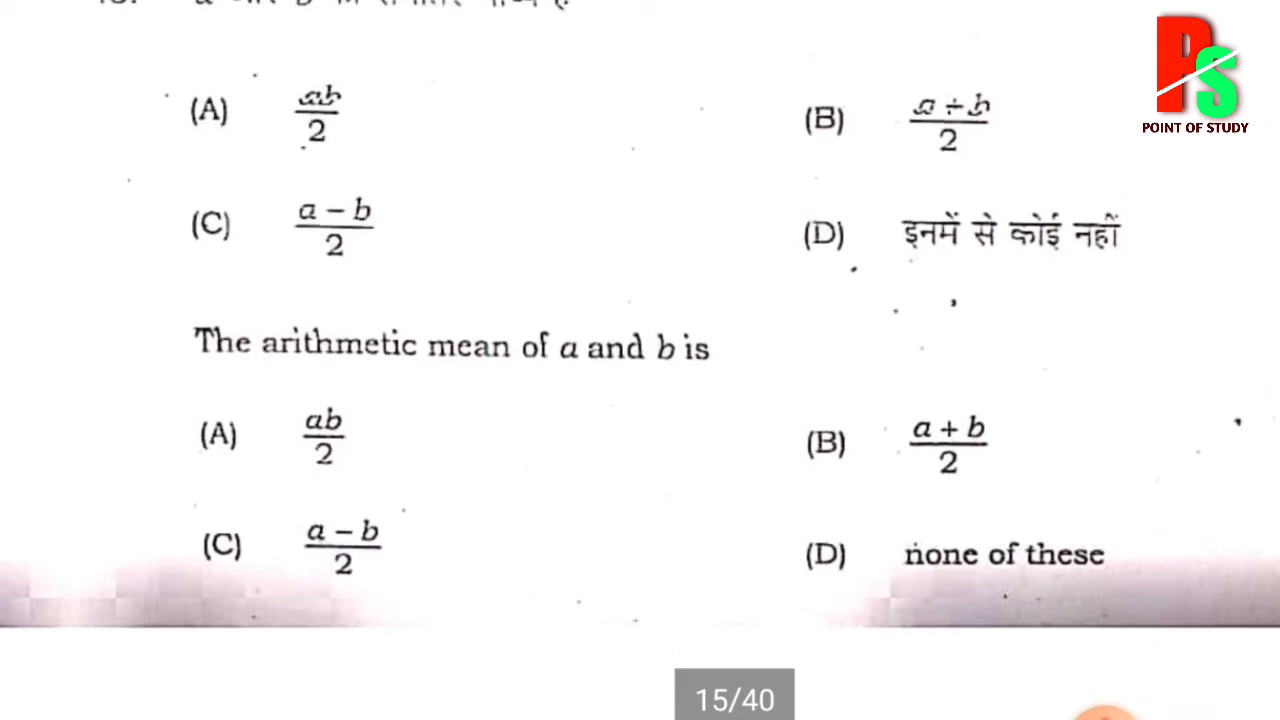 PS
POINT OF STUDY
(A) ab/2 (B) a ÷ b/2
(C) a − b/2 (D) इनमें से कोई नहीं
The arithmetic mean of a and b is
(A) ab/2 (B) a + b/2
(C) a − b/2 (D) none of these
15/40